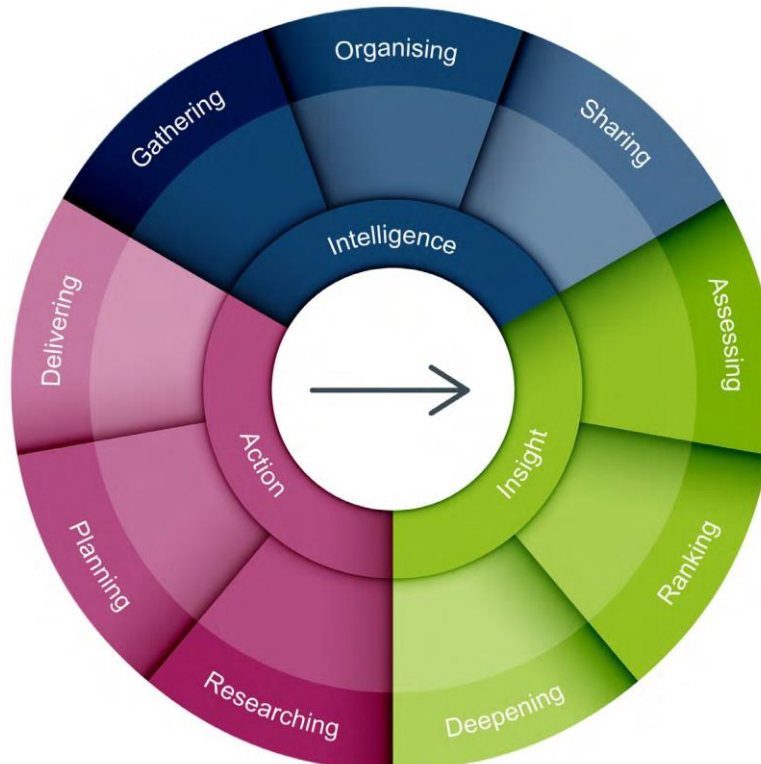 Gathering
Organising
Sharing
Intelligence
Assessing
Ranking
Deepening
Insight
Researching
Planning
Delivering
Action